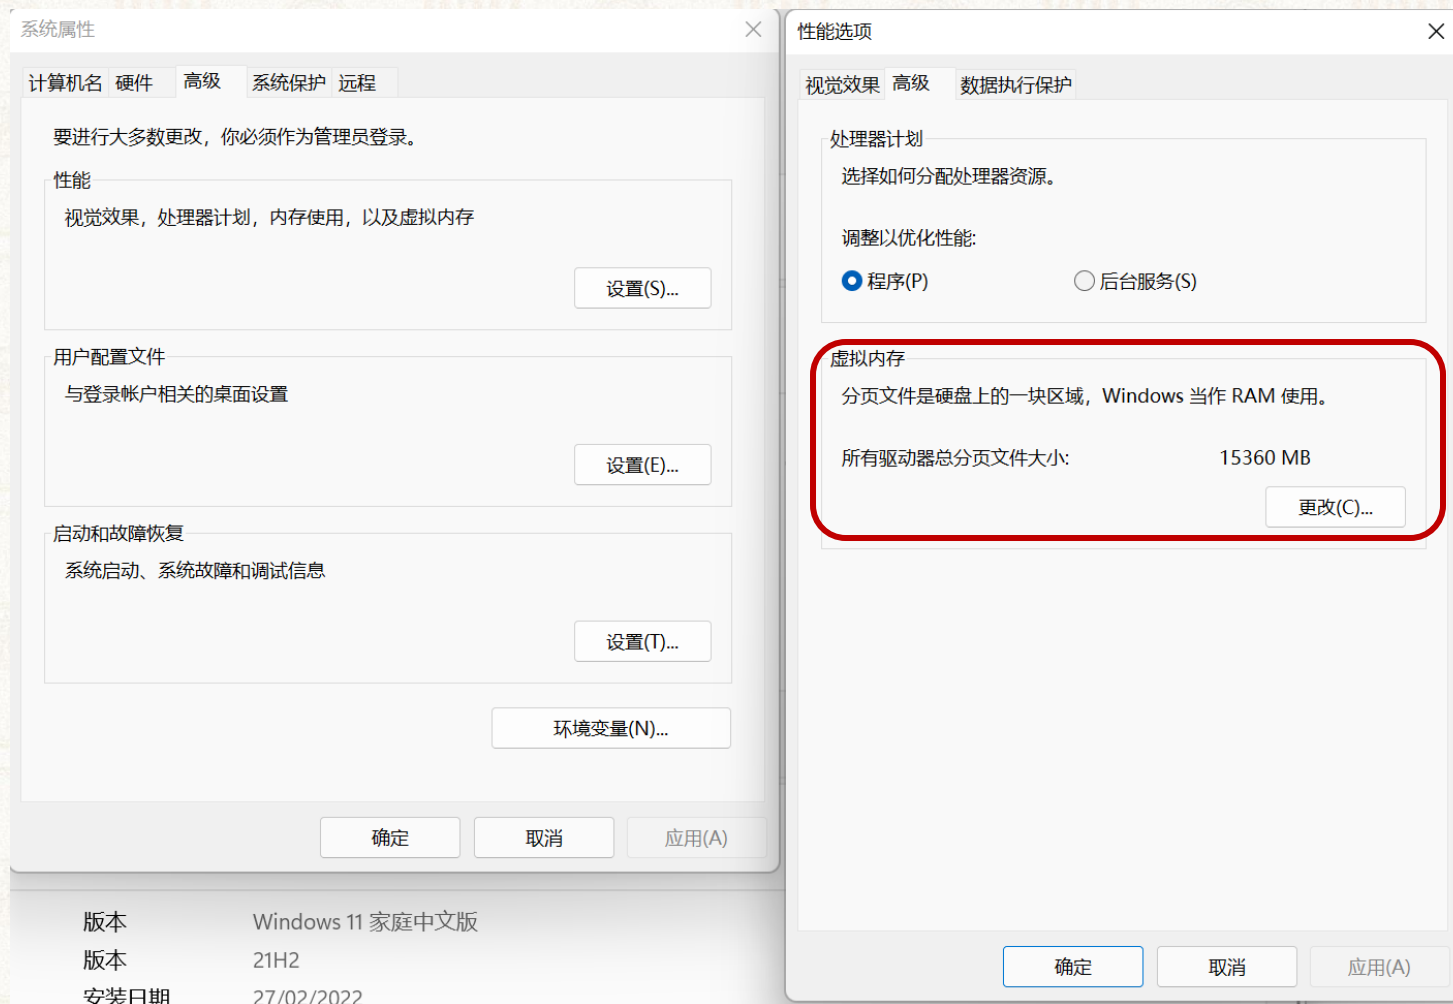 系统属性
计算机名 硬件 高级 系统保护 远程
要进行大多数更改，你必须作为管理员登录。
性能
视觉效果，处理器计划，内存使用，以及虚拟内存
设置(S)...
用户配置文件
与登录帐户相关的桌面设置
设置(E)...
启动和故障恢复
系统启动、系统故障和调试信息
设置(T)...
环境变量(N)...
确定 取消 应用(A)
版本 Windows 11 家庭中文版
版本 21H2
安装日期 27/02/2022
性能选项
视觉效果 高级 数据执行保护
处理器计划
选择如何分配处理器资源。
调整以优化性能:
程序(P) 后台服务(S)
虚拟内存
分页文件是硬盘上的一块区域，Windows 当作 RAM 使用。
所有驱动器总分页文件大小: 15360 MB
更改(C)...
确定 取消 应用(A)